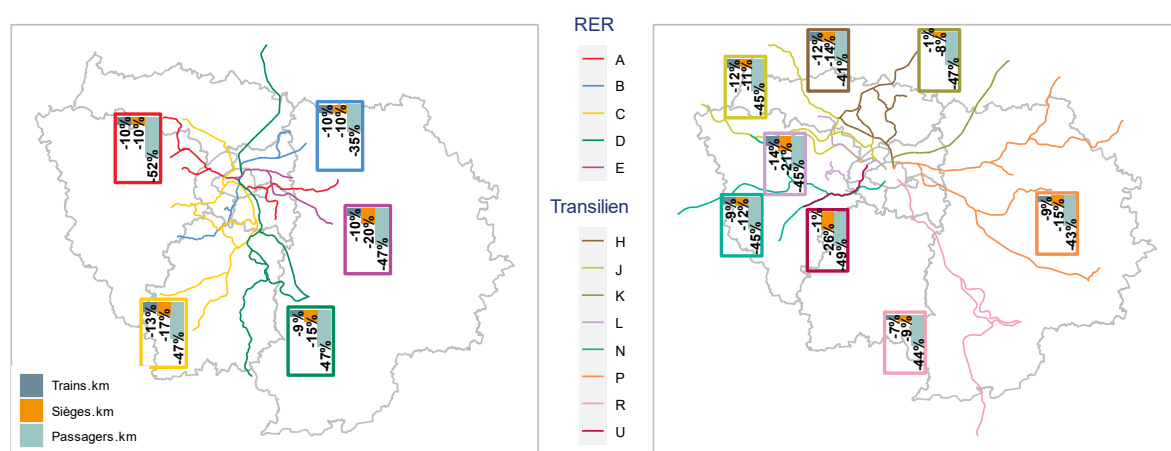 RER
A
B
C
D
E
Transilien
H
J
K
L
N
P
R
U
-10%
-10%
-52%
-10%
-10%
-35%
-10%
-20%
-47%
-13%
-17%
-47%
-9%
-15%
-47%
Trains.km
Sièges.km
Passagers.km
-12%
-11%
-45%
-12%
-14%
-41%
-1%
-8%
-47%
-14%
-21%
-45%
-9%
-12%
-45%
-1%
-26%
-49%
-9%
-15%
-43%
-7%
-9%
-44%